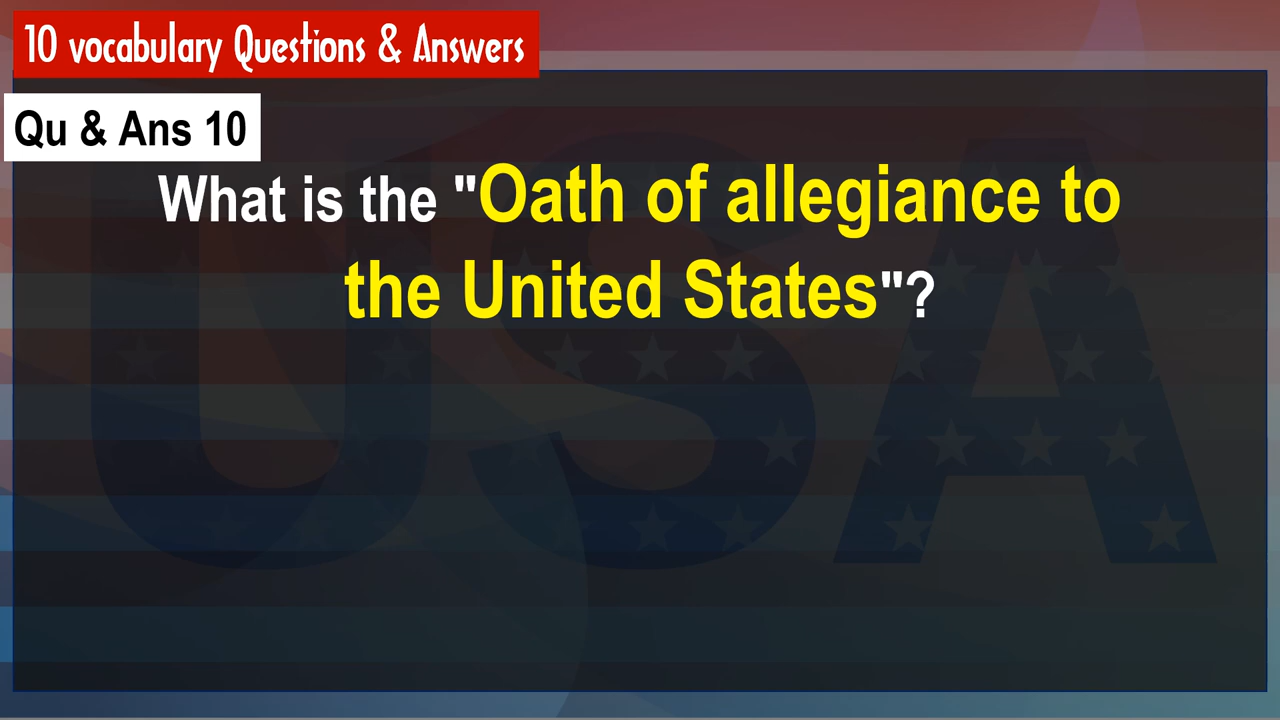 10 vocabulary Questions & Answers
Qu & Ans 10
What is the "Oath of allegiance to
the United States"?
USA